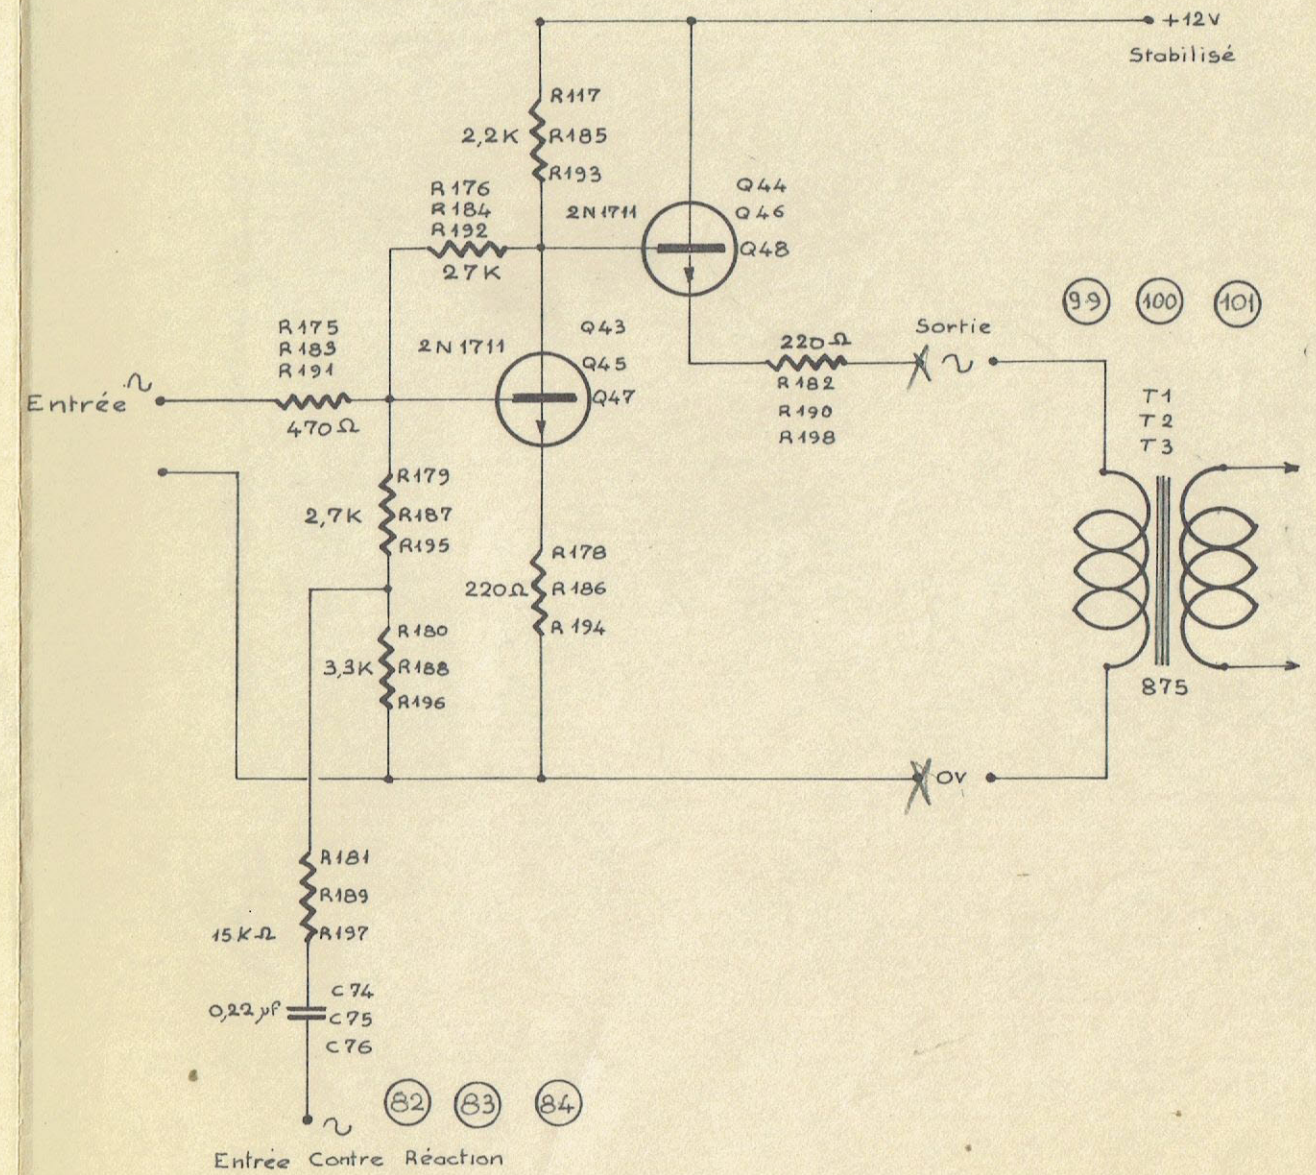 +12V
Stabilisé
R117
2,2K R185
R193
R176
R184
R192
27K
2N1711
Q44
Q46
Q48
99 100 101
R175
R183
R191
470Ω
Entrée ~
2N1711
Q43
Q45
Q47
Sortie
~
220Ω
R182
R190
R198
T1
T2
T3
875
R179
2,7K R187
R195
R178
220Ω R186
R194
R180
3,3K R188
R196
0V
R181
R189
15KΩ R197
C74
0,22µf C75
C76
82 83 84
~
Entrée Contre Réaction